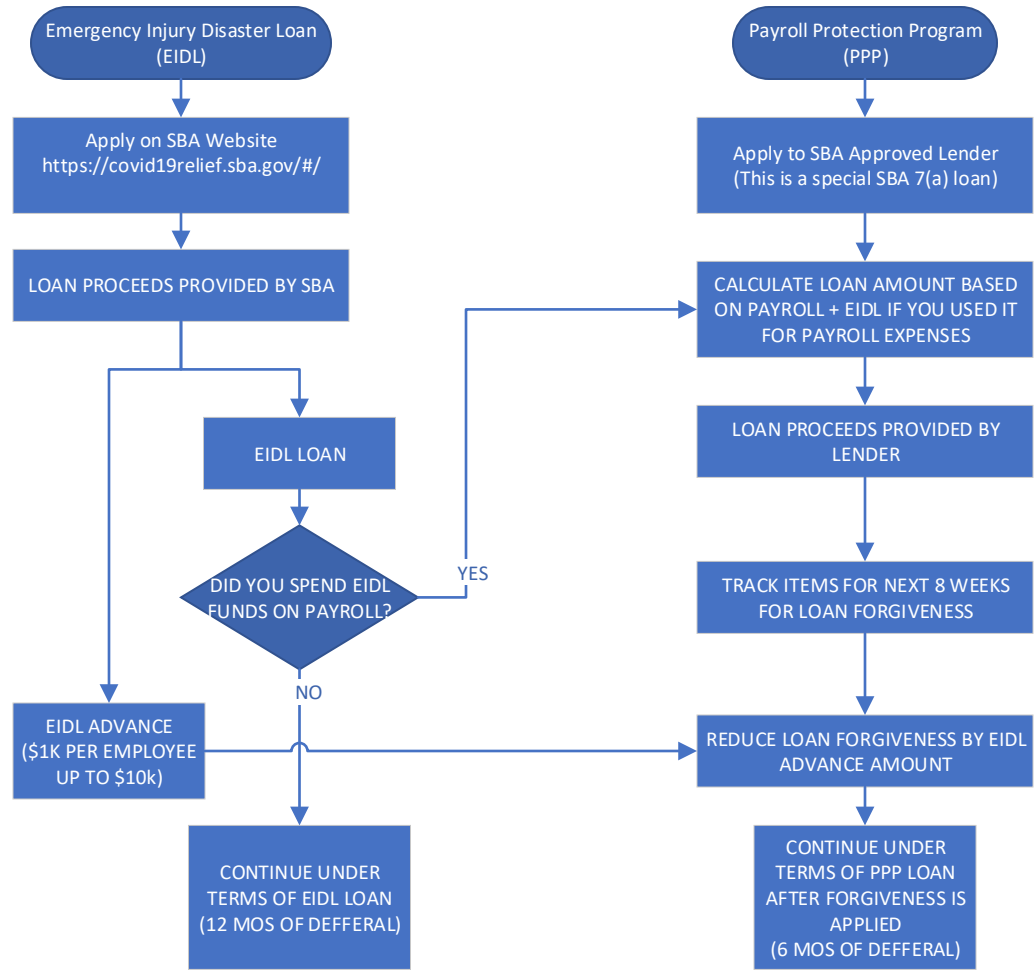 Emergency Injury Disaster Loan
(EIDL)
Apply on SBA Website
https://covid19relief.sba.gov/#/
LOAN PROCEEDS PROVIDED BY SBA
EIDL LOAN
DID YOU SPEND EIDL
FUNDS ON PAYROLL?
YES
NO
EIDL ADVANCE
($1K PER EMPLOYEE
UP TO $10k)
CONTINUE UNDER
TERMS OF EIDL LOAN
(12 MOS OF DEFFERAL)
Payroll Protection Program
(PPP)
Apply to SBA Approved Lender
(This is a special SBA 7(a) loan)
CALCULATE LOAN AMOUNT BASED
ON PAYROLL + EIDL IF YOU USED IT
FOR PAYROLL EXPENSES
LOAN PROCEEDS PROVIDED BY
LENDER
TRACK ITEMS FOR NEXT 8 WEEKS
FOR LOAN FORGIVENESS
REDUCE LOAN FORGIVENESS BY EIDL
ADVANCE AMOUNT
CONTINUE UNDER
TERMS OF PPP LOAN
AFTER FORGIVENESS IS
APPLIED
(6 MOS OF DEFFERAL)